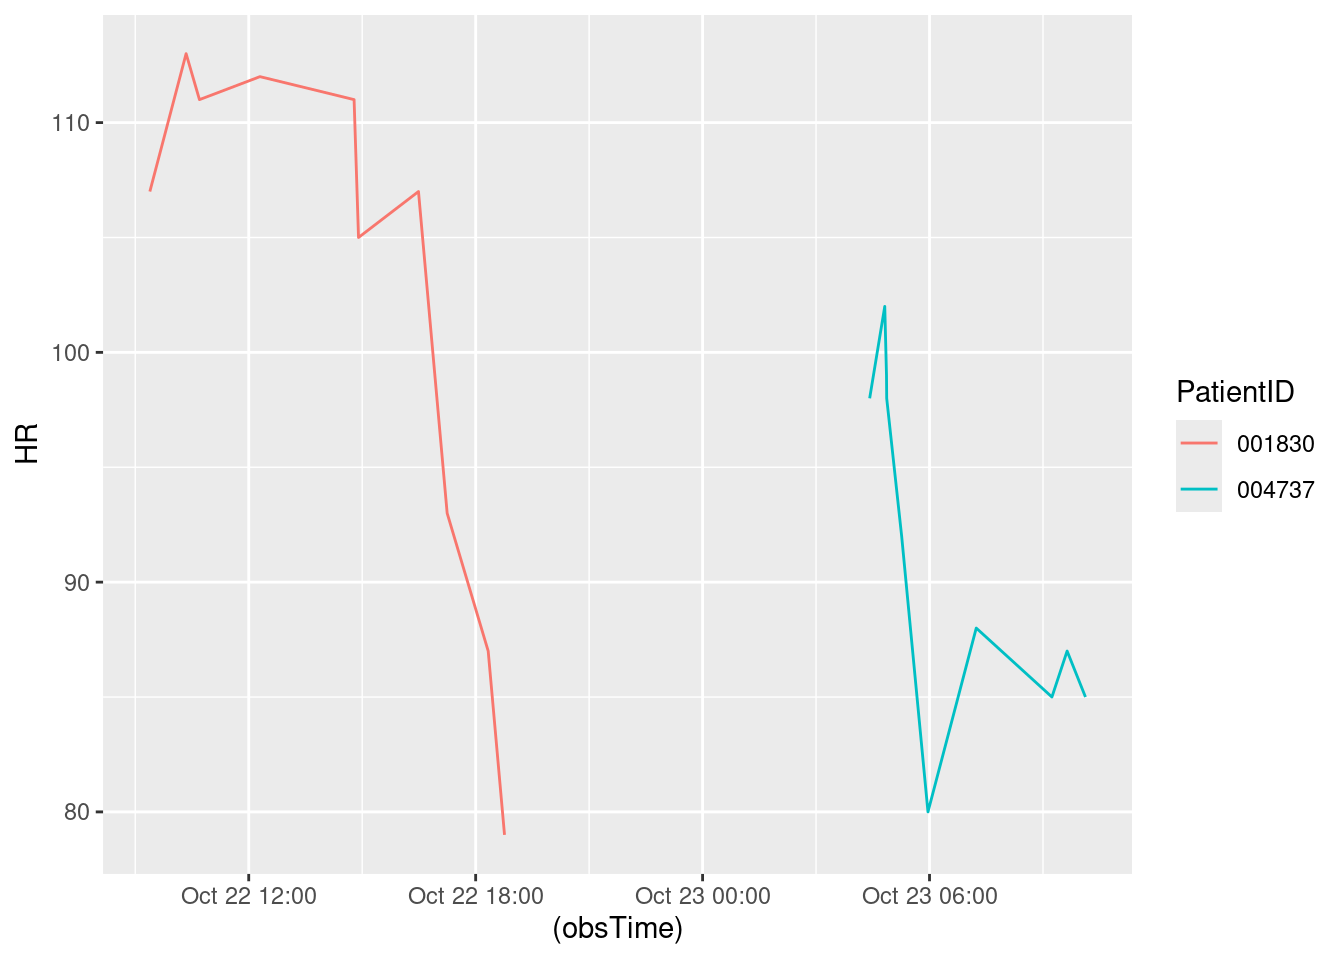 HR
110
100
90
80
Oct 22 12:00
Oct 22 18:00
Oct 23 00:00
Oct 23 06:00
(obsTime)
PatientID
001830
004737